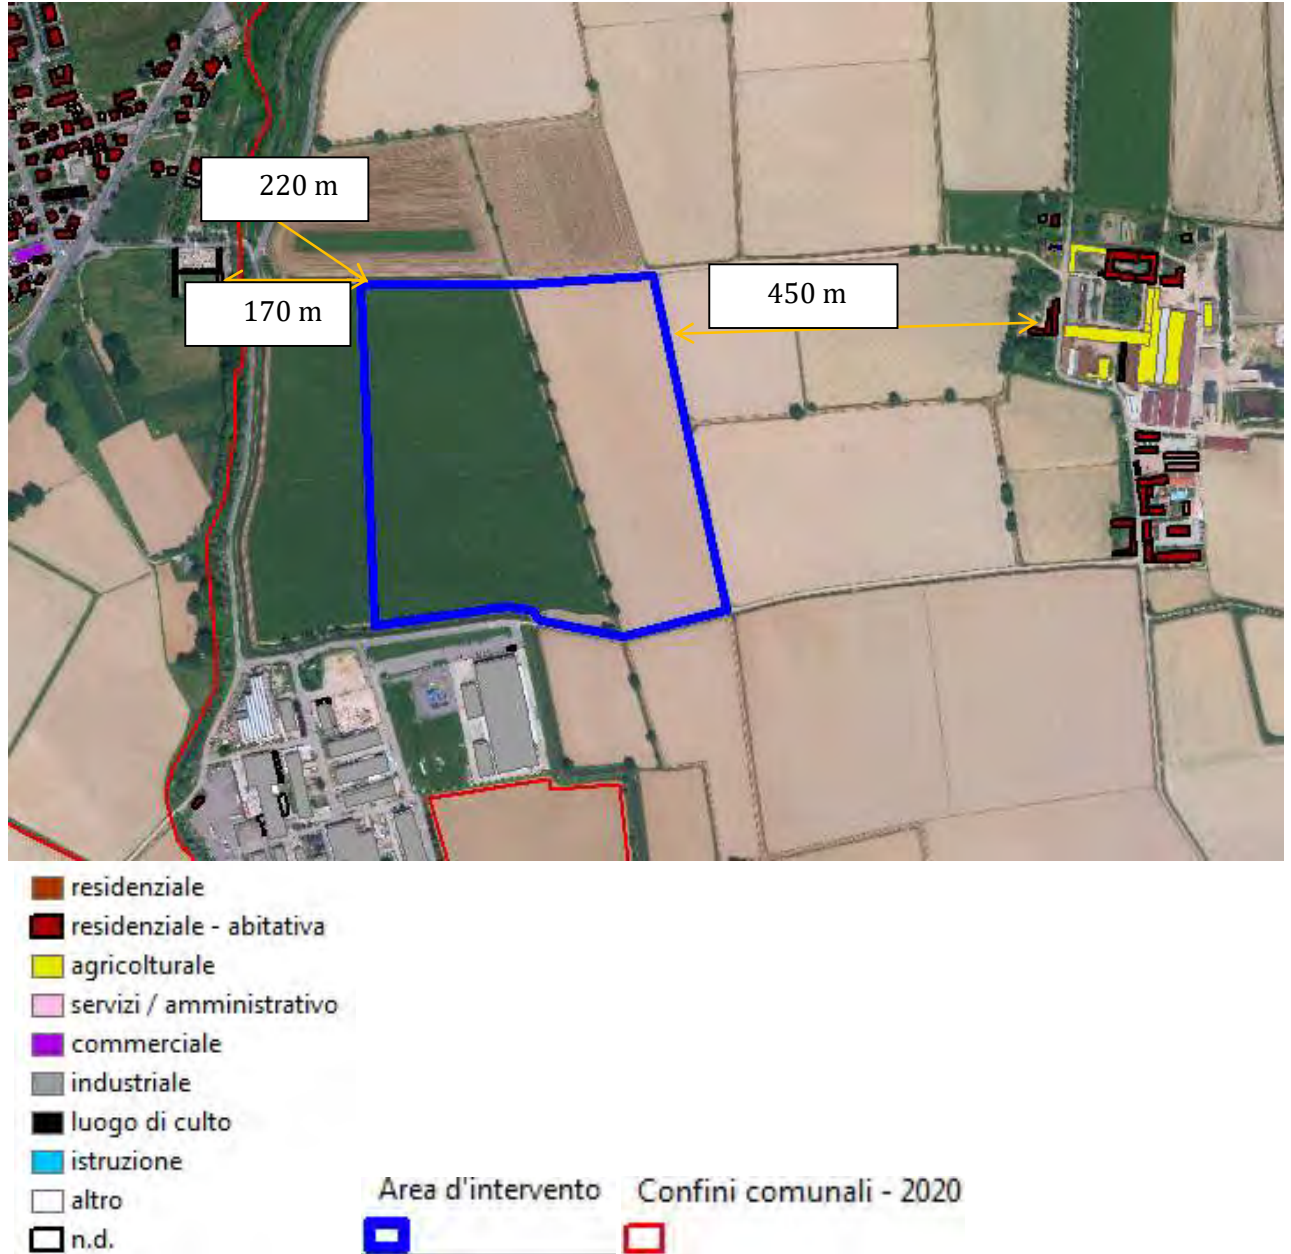 220 m
170 m
450 m
residenziale
residenziale - abitativa
agricolturale
servizi / amministrativo
commerciale
industriale
luogo di culto
istruzione
altro
n.d.
Area d'intervento
Confini comunali - 2020